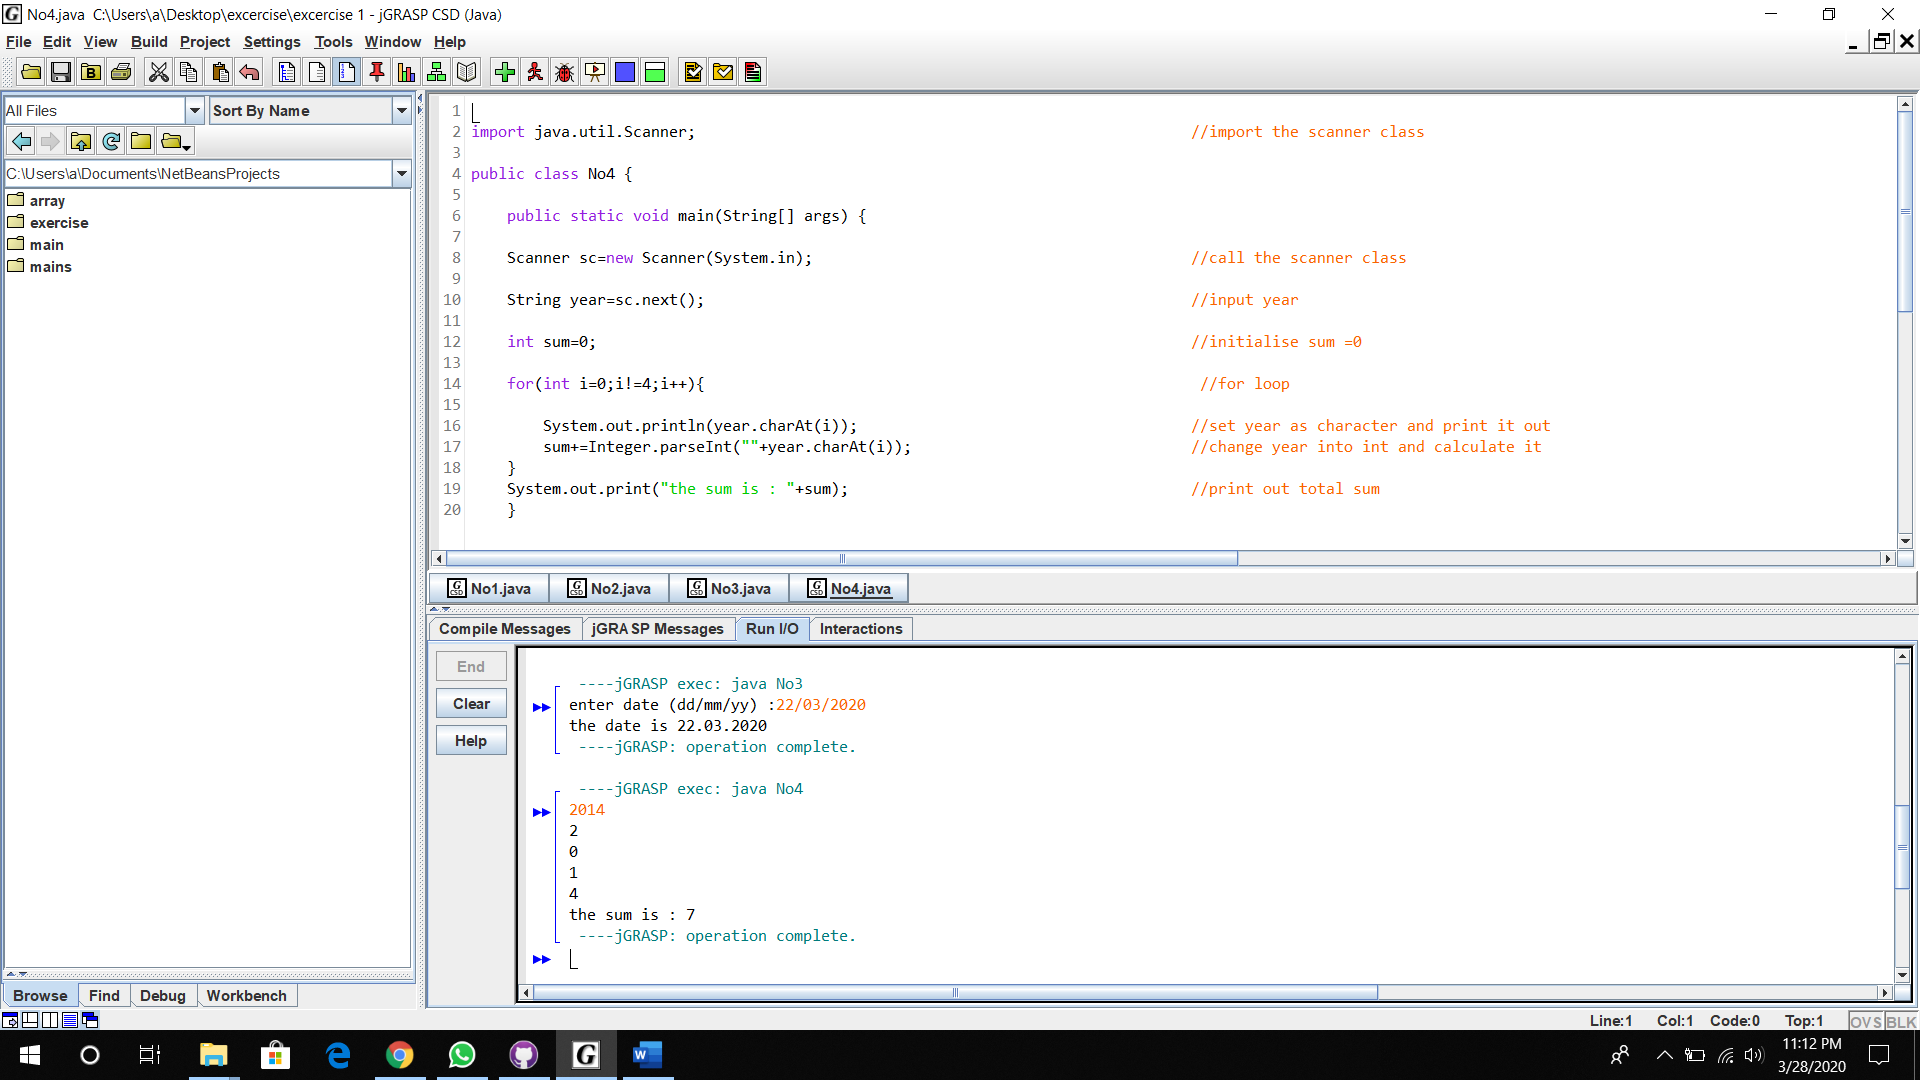 No4.java  C:\Users\a\Desktop\excercise\excercise 1 - jGRASP CSD (Java)
File Edit View Build Project Settings Tools Window Help
All Files Sort By Name
C:\Users\a\Documents\NetBeansProjects
array
exercise
main
mains
Browse Find Debug Workbench
1
2 import java.util.Scanner; //import the scanner class
3
4 public class No4 {
5
6 public static void main(String[] args) {
7
8 Scanner sc=new Scanner(System.in); //call the scanner class
9
10 String year=sc.next(); //input year
11
12 int sum=0; //initialise sum =0
13
14 for(int i=0;i!=4;i++){ //for loop
15
16 System.out.println(year.charAt(i)); //set year as character and print it out
17 sum+=Integer.parseInt(""+year.charAt(i)); //change year into int and calculate it
18 }
19 System.out.print("the sum is : "+sum); //print out total sum
20 }
No1.java No2.java No3.java No4.java
Compile Messages jGRASP Messages Run I/O Interactions
End
Clear
Help
----jGRASP exec: java No3
enter date (dd/mm/yy) :22/03/2020
the date is 22.03.2020
----jGRASP: operation complete.
----jGRASP exec: java No4
2014
2
0
1
4
the sum is : 7
----jGRASP: operation complete.
Line:1 Col:1 Code:0 Top:1 OVS BLK
11:12 PM
3/28/2020